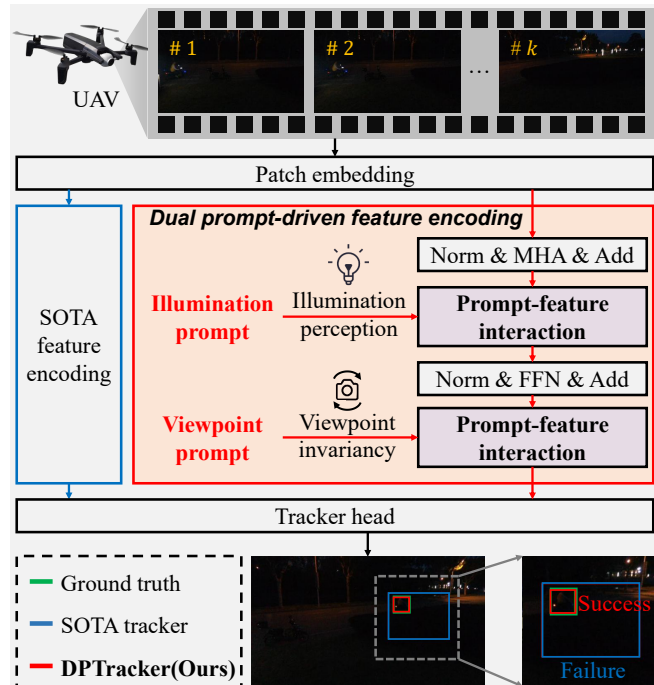 # 1
# 2
...
# k
UAV
Patch embedding
Dual prompt-driven feature encoding
Norm & MHA & Add
SOTA
feature
encoding
Illumination
prompt
Illumination
perception
Prompt-feature
interaction
Norm & FFN & Add
Viewpoint
prompt
Viewpoint
invariancy
Prompt-feature
interaction
Tracker head
Ground truth
SOTA tracker
DPTracker(Ours)
Success
Failure